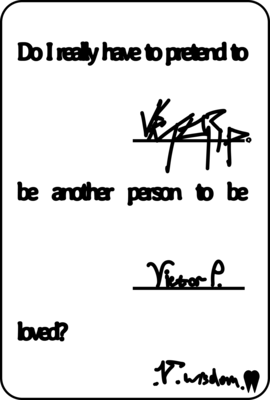 Do I really have to pretend to
be another person to be
Victor P.
loved?
.V. wisdom.